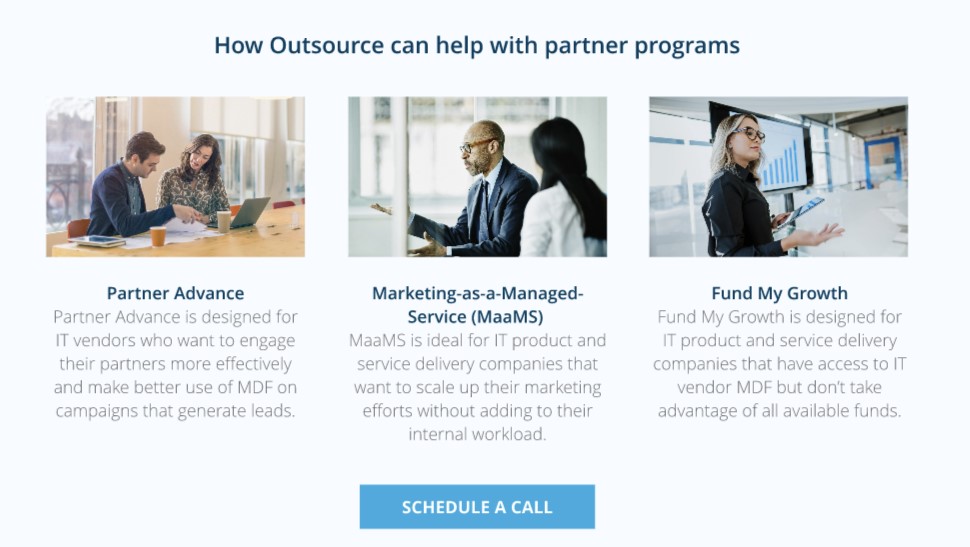 How Outsource can help with partner programs
Partner Advance
Partner Advance is designed for
IT vendors who want to engage
their partners more effectively
and make better use of MDF on
campaigns that generate leads.
Marketing-as-a-Managed-
Service (MaaMS)
MaaMS is ideal for IT product and
service delivery companies that
want to scale up their marketing
efforts without adding to their
internal workload.
Fund My Growth
Fund My Growth is designed for
IT product and service delivery
companies that have access to IT
vendor MDF but don't take
advantage of all available funds.
SCHEDULE A CALL